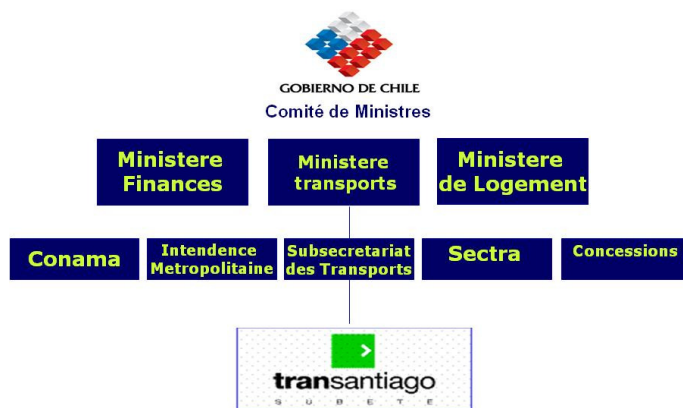 GOBIERNO DE CHILE
Comité de Ministres
Ministere
Finances
Ministere
transports
Ministere
de Logement
Conama
Intendence
Metropolitaine
Subsecretariat
des Transports
Sectra
Concessions
transantiago
SÚBETE